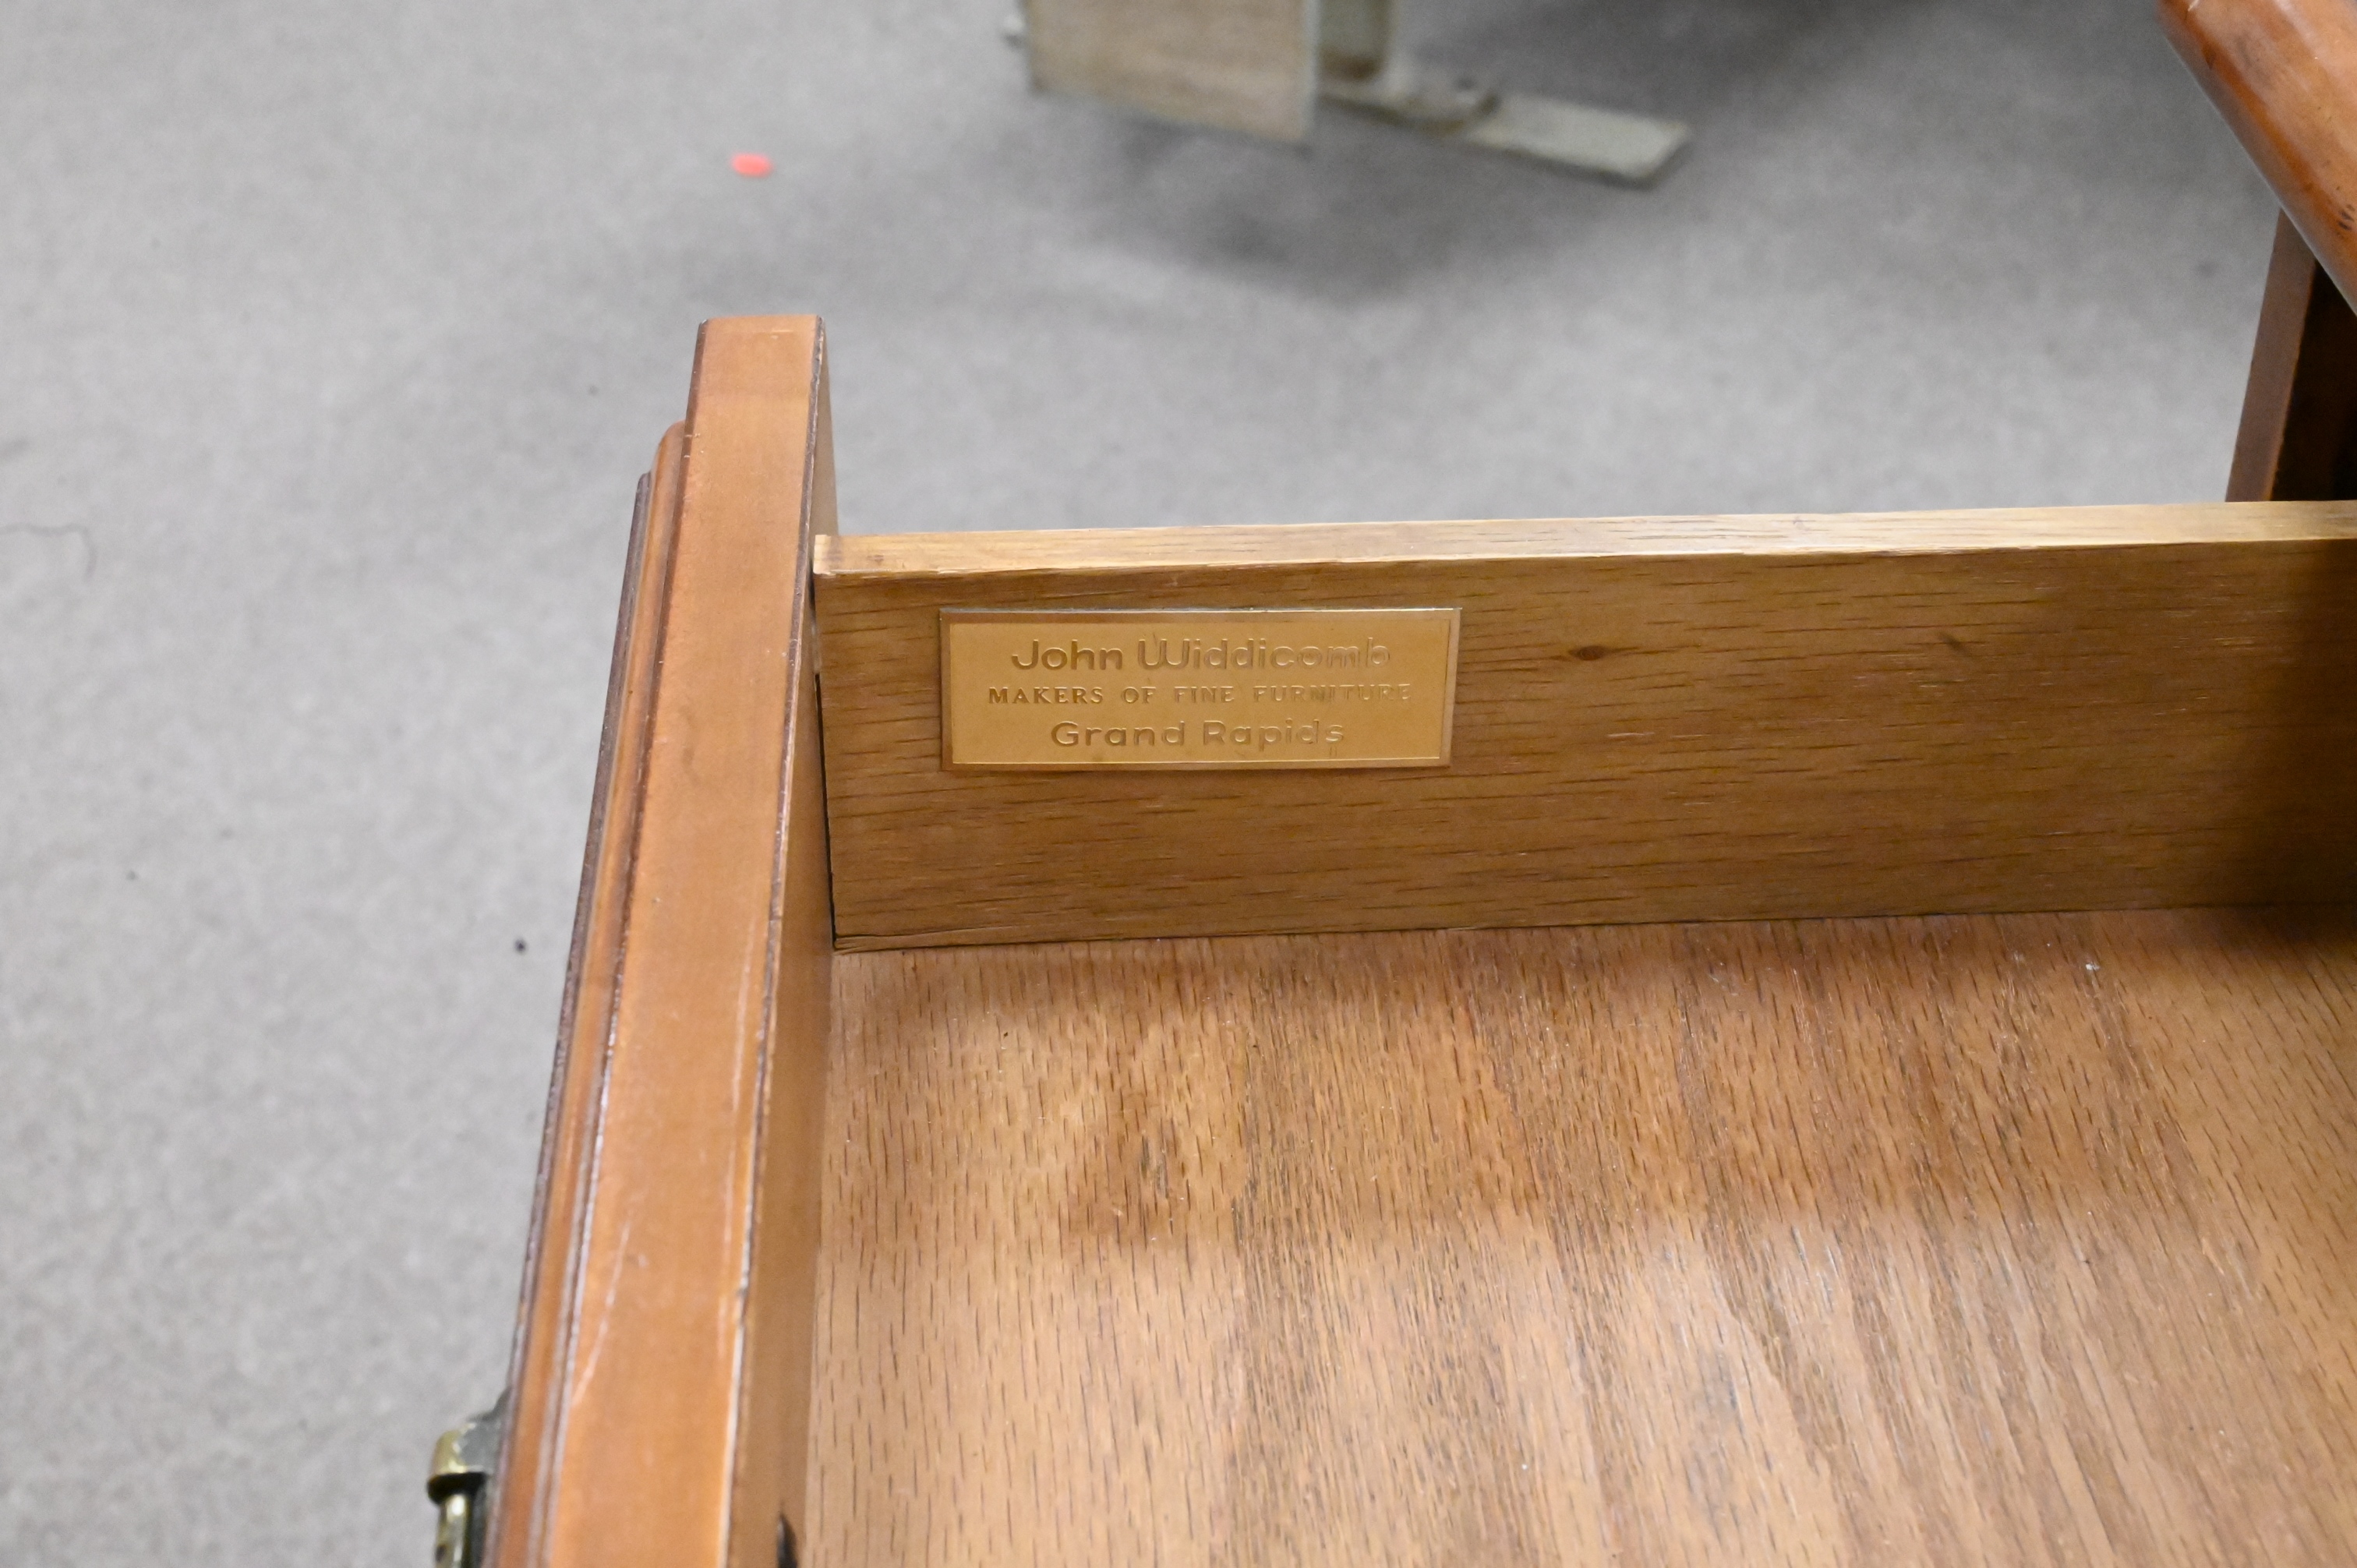 John Widdicomb
MAKERS OF FINE FURNITURE
Grand Rapids